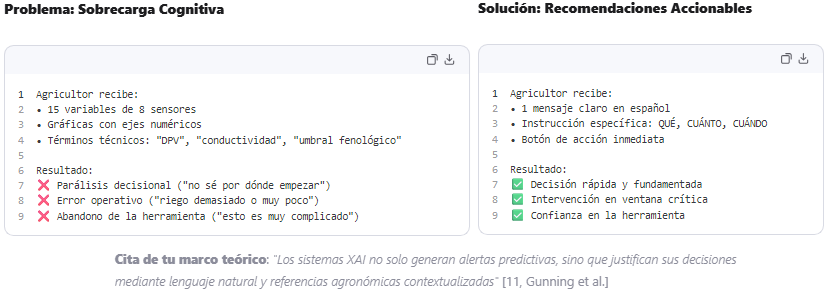 Problema: Sobrecarga Cognitiva
1 Agricultor recibe:
2 • 15 variables de 8 sensores
3 • Gráficas con ejes numéricos
4 • Términos técnicos: "DPV", "conductividad", "umbral fenológico"
5
6 Resultado:
7 ❌ Parálisis decisional ("no sé por dónde empezar")
8 ❌ Error operativo ("riego demasiado o muy poco")
9 ❌ Abandono de la herramienta ("esto es muy complicado")
Solución: Recomendaciones Accionables
1 Agricultor recibe:
2 • 1 mensaje claro en español
3 • Instrucción específica: QUÉ, CUÁNTO, CUÁNDO
4 • Botón de acción inmediata
5
6 Resultado:
7 ✅ Decisión rápida y fundamentada
8 ✅ Intervención en ventana crítica
9 ✅ Confianza en la herramienta
Cita de tu marco teórico: "Los sistemas XAI no solo generan alertas predictivas, sino que justifican sus decisiones
mediante lenguaje natural y referencias agronómicas contextualizadas" [11, Gunning et al.]